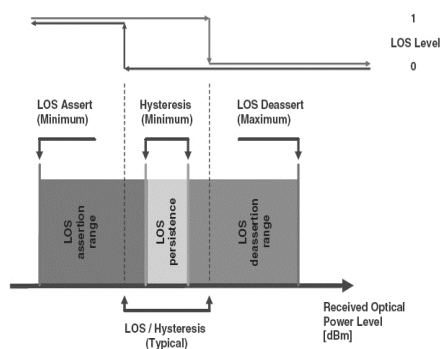 1
LOS Level
0
LOS Assert
(Minimum)
Hysteresis
(Minimum)
LOS Deassert
(Maximum)
LOS
assertion
range
LOS
persistence
LOS
deassertion
range
Received Optical
Power Level
[dBm]
LOS / Hysteresis
(Typical)